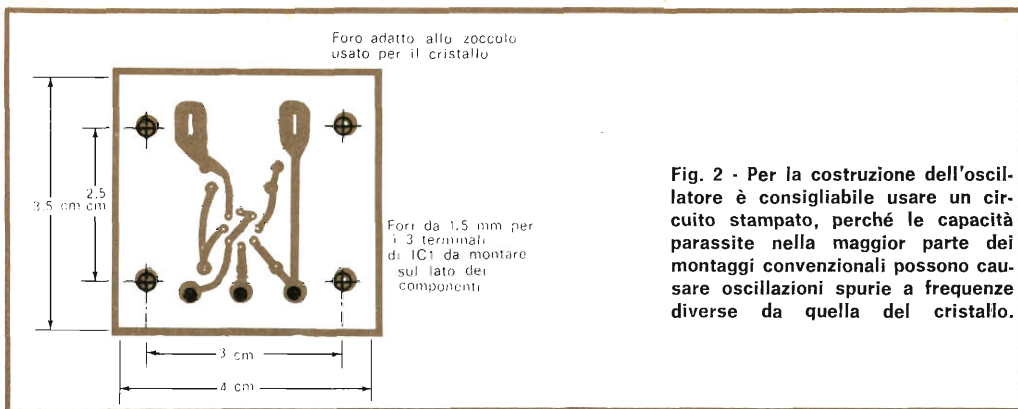 Foro adatto allo zoccolo
usato per il cristallo
2.5
3.5 cm cm
Fori da 1.5 mm per
i 3 terminali
di IC1 da montare
sul lato dei
componenti
3 cm
4 cm
Fig. 2 - Per la costruzione dell'oscil-
latore è consigliabile usare un cir-
cuito stampato, perché le capacità
parassite nella maggior parte dei
montaggi convenzionali possono cau-
sare oscillazioni spurie a frequenze
diverse da quella del cristallo.